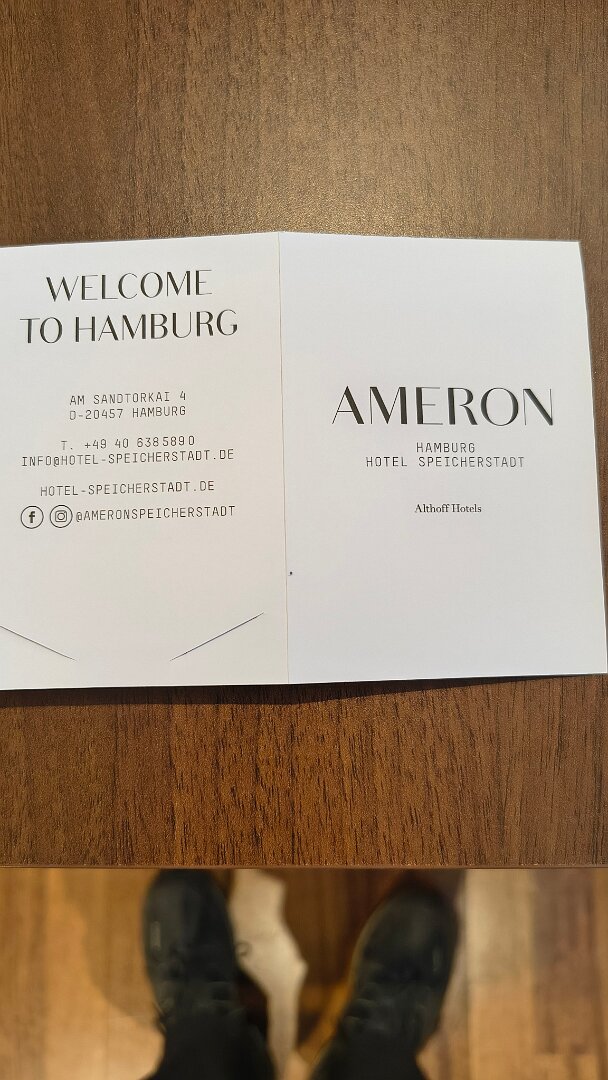 WELCOME
TO HAMBURG
AM SANDTORKAI 4
D-20457 HAMBURG
T. +49 40 6385890
INFO@HOTEL-SPEICHERSTADT.DE
HOTEL-SPEICHERSTADT.DE
@AMERONSPEICHERSTADT
AMERON
HAMBURG
HOTEL SPEICHERSTADT
Althoff Hotels